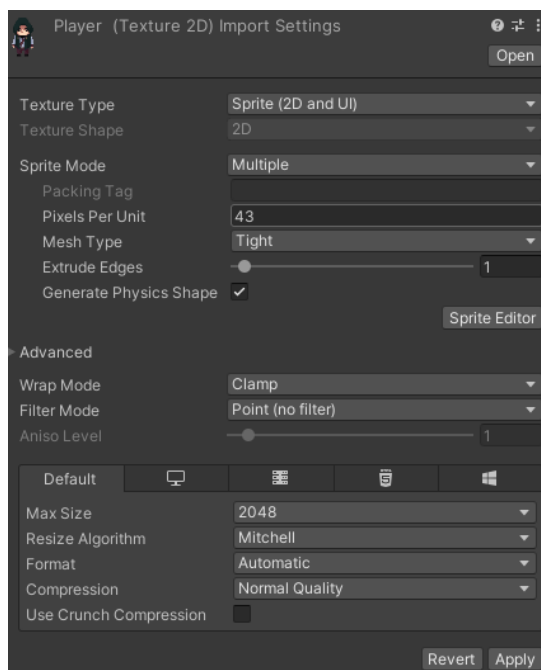 Player (Texture 2D) Import Settings
Open
Texture Type Sprite (2D and UI)
Texture Shape 2D
Sprite Mode Multiple
Packing Tag
Pixels Per Unit 43
Mesh Type Tight
Extrude Edges 1
Generate Physics Shape
Sprite Editor
Advanced
Wrap Mode Clamp
Filter Mode Point (no filter)
Aniso Level 1
Default
Max Size 2048
Resize Algorithm Mitchell
Format Automatic
Compression Normal Quality
Use Crunch Compression
Revert Apply